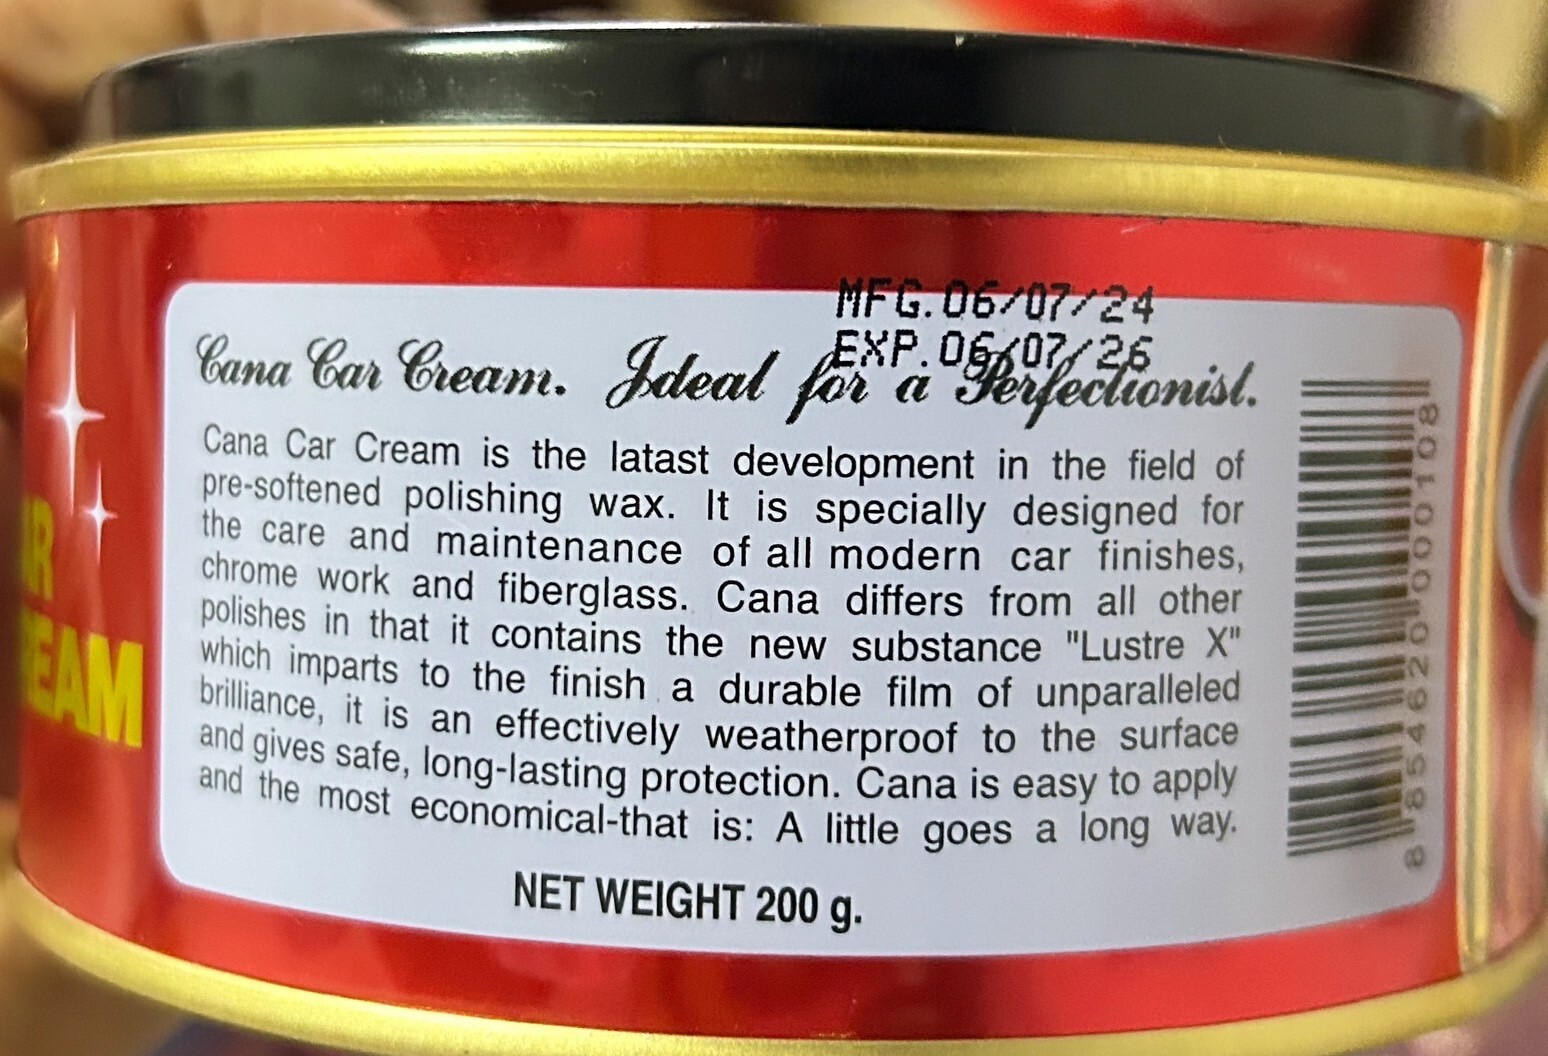 MFG.06/07/24
EXP.06/07/26
Cana Car Cream. Ideal for a Perfectionist.
Cana Car Cream is the latast development in the field of
pre-softened polishing wax. It is specially designed for
the care and maintenance of all modern car finishes,
chrome work and fiberglass. Cana differs from all other
polishes in that it contains the new substance "Lustre X"
which imparts to the finish a durable film of unparalleled
brilliance, it is an effectively weatherproof to the surface
and gives safe, long-lasting protection. Cana is easy to apply
and the most economical-that is: A little goes a long way.
NET WEIGHT 200 g.
AR
REAM
8 854620 000108